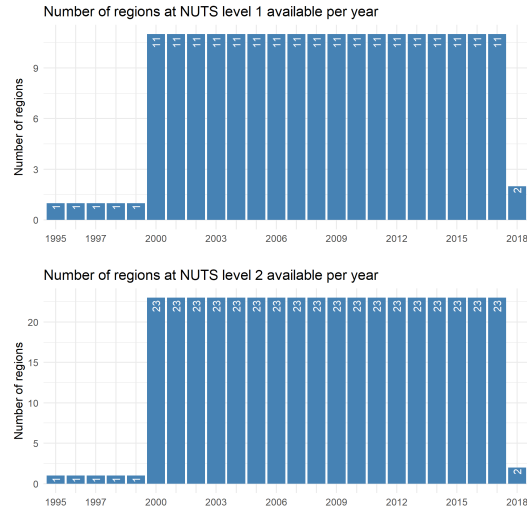 Number of regions at NUTS level 1 available per year
Number of regions
9
6
3
0
1 1 1 1 1 11 11 11 11 11 11 11 11 11 11 11 11 11 11 11 11 11 11 2
1995 1997 2000 2003 2006 2009 2012 2015 2018
Number of regions at NUTS level 2 available per year
Number of regions
20
15
10
5
0
1 1 1 1 1 23 23 23 23 23 23 23 23 23 23 23 23 23 23 23 23 23 23 2
1995 1997 2000 2003 2006 2009 2012 2015 2018